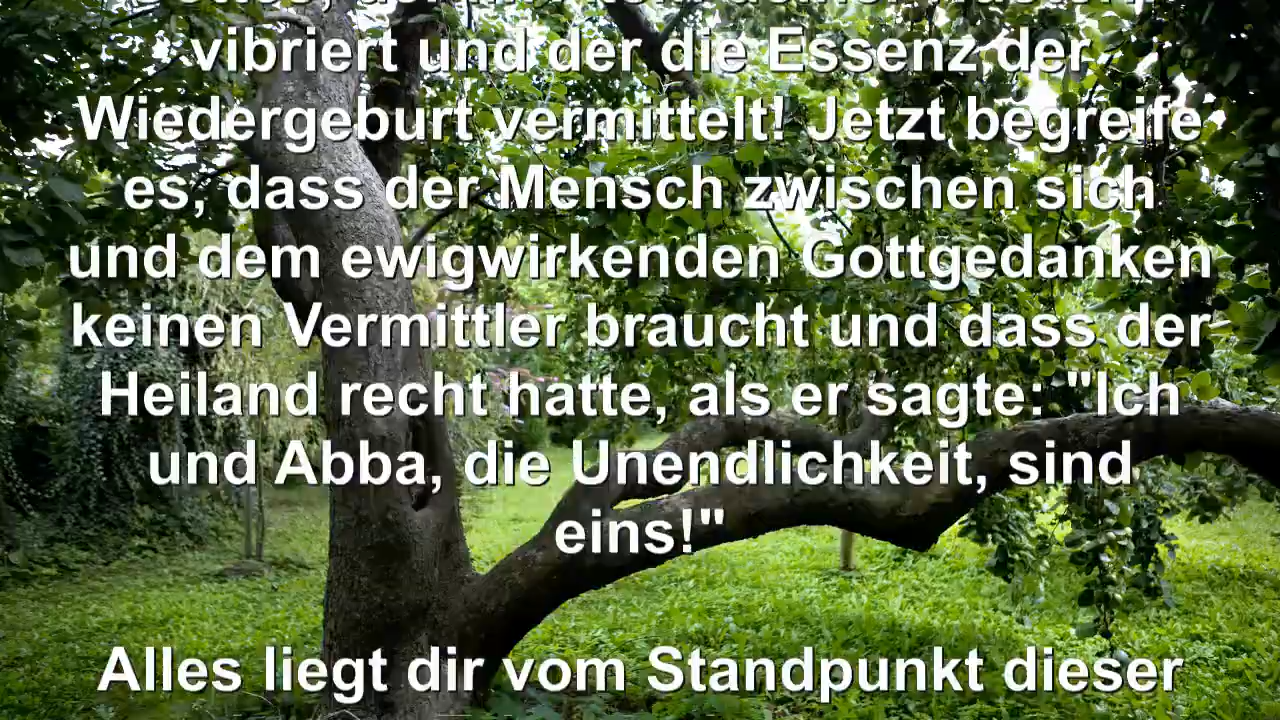 vibriert und der die Essenz der
Wiedergeburt vermittelt! Jetzt begreife
es, dass der Mensch zwischen sich
und dem ewigwirkenden Gottgedanken
keinen Vermittler braucht und dass der
Heiland recht hatte, als er sagte: "Ich
und Abba, die Unendlichkeit, sind
eins!"
Alles liegt dir vom Standpunkt dieser